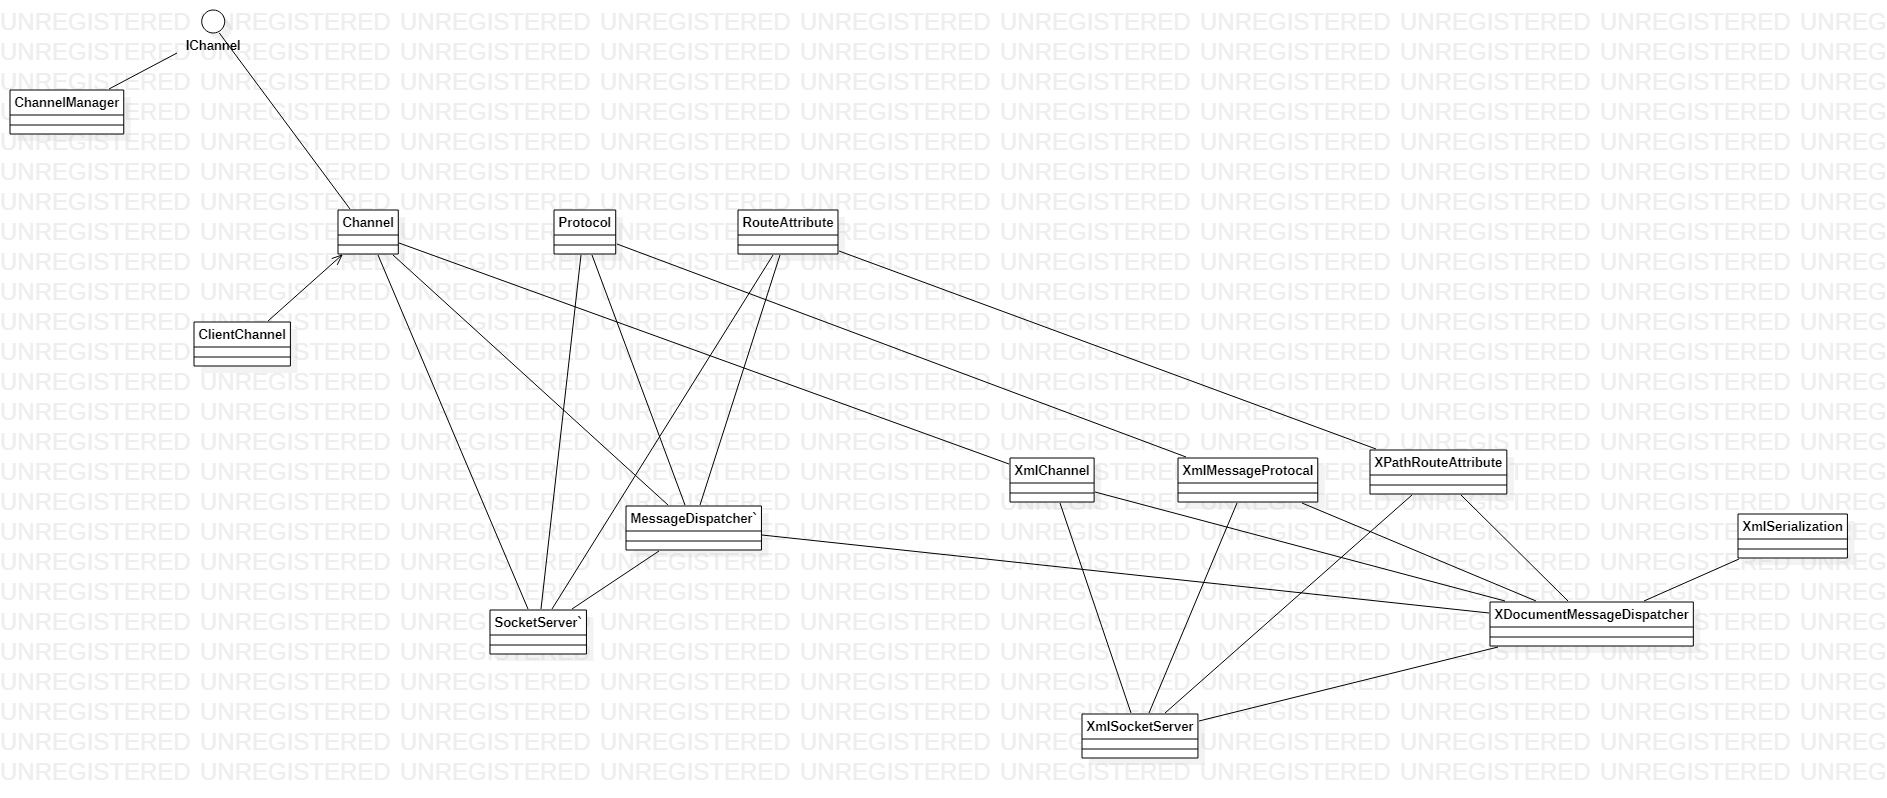 IChannel
ChannelManager
Channel
Protocol
RouteAttribute
ClientChannel
XmlChannel
XmlMessageProtocal
XPathRouteAttribute
MessageDispatcher`
XmlSerialization
SocketServer`
XDocumentMessageDispatcher
XmlSocketServer
UNREGISTERED UNREGISTERED UNREGISTERED UNREGISTERED UNREGISTERED UNREGISTERED UNREGISTERED UNREGISTERED UNREGISTERED UNREG